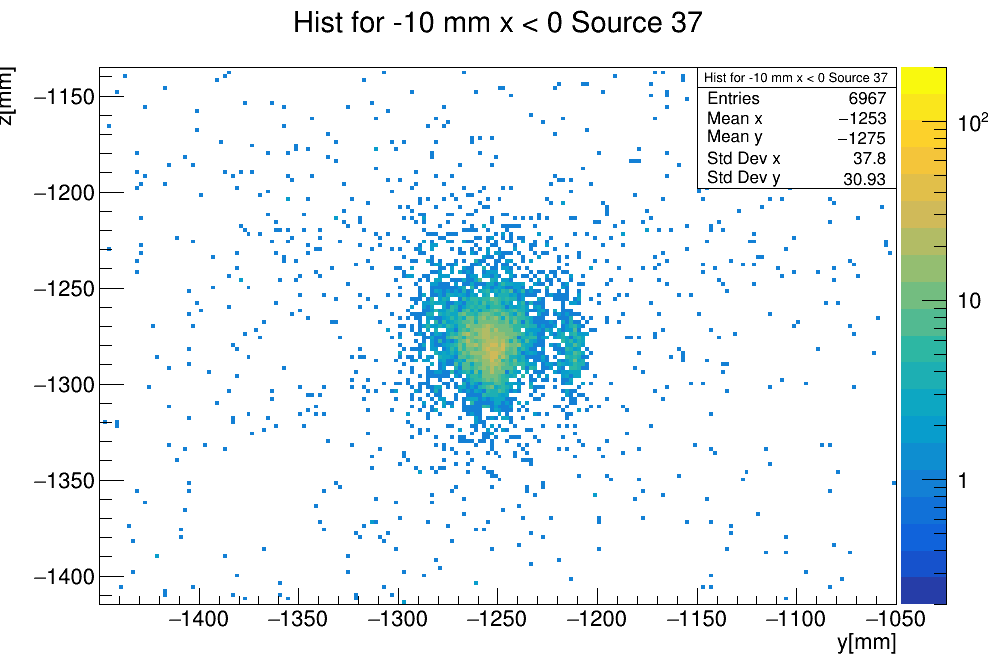 Hist for -10 mm x < 0 Source 37
z[mm]
Hist for -10 mm x < 0 Source 37
Entries 6967
Mean x −1253
Mean y −1275
Std Dev x 37.8
Std Dev y 30.93
−1150
−1200
−1250
−1300
−1350
−1400
10²
10
1
−1400 −1350 −1300 −1250 −1200 −1150 −1100 −1050
y[mm]